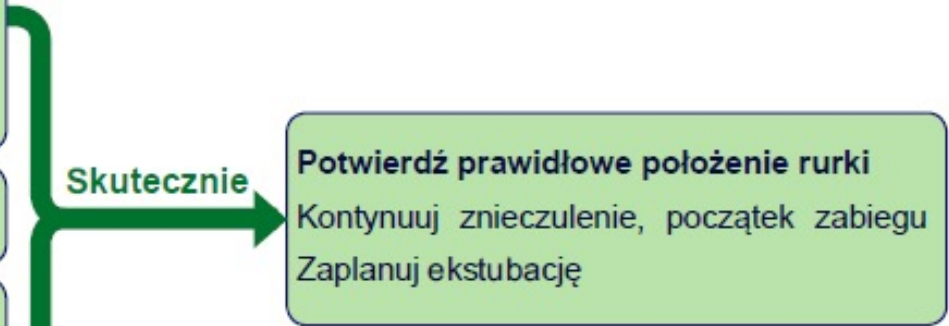 Skutecznie
Potwierdź prawidłowe położenie rurki
Kontynuuj znieczulenie, początek zabiegu
Zaplanuj ekstubację